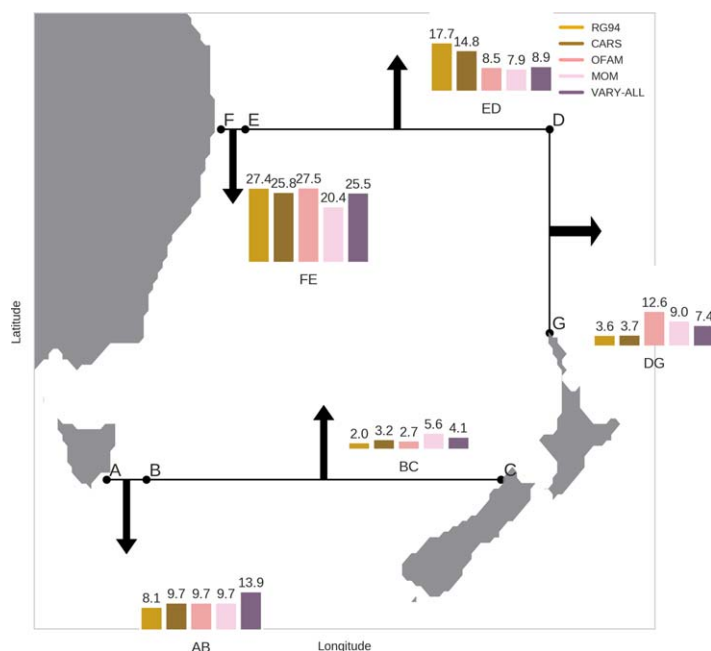 17.7 14.8 8.5 7.9 8.9
ED
RG94
CARS
OFAM
MOM
VARY-ALL
F E D
27.4 25.8 27.5 20.4 25.5
FE
Latitude
G
3.6 3.7 12.6 9.0 7.4
DG
2.0 3.2 2.7 5.6 4.1
BC
A B C
8.1 9.7 9.7 9.7 13.9
AB
Longitude